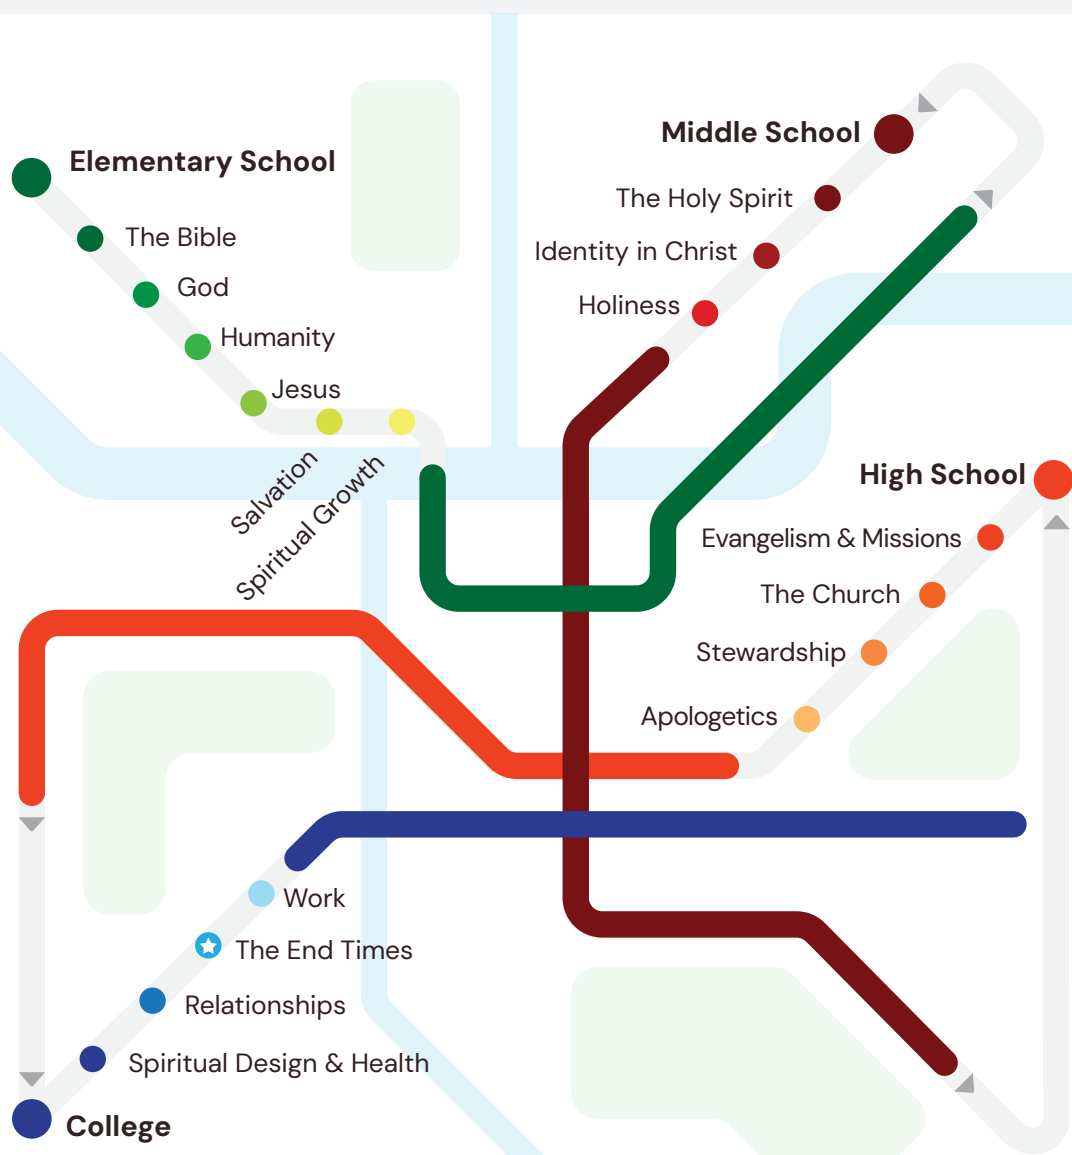 Elementary School
The Bible
God
Humanity
Jesus
Salvation
Spiritual Growth
Middle School
The Holy Spirit
Identity in Christ
Holiness
High School
Evangelism & Missions
The Church
Stewardship
Apologetics
Work
The End Times
Relationships
Spiritual Design & Health
College